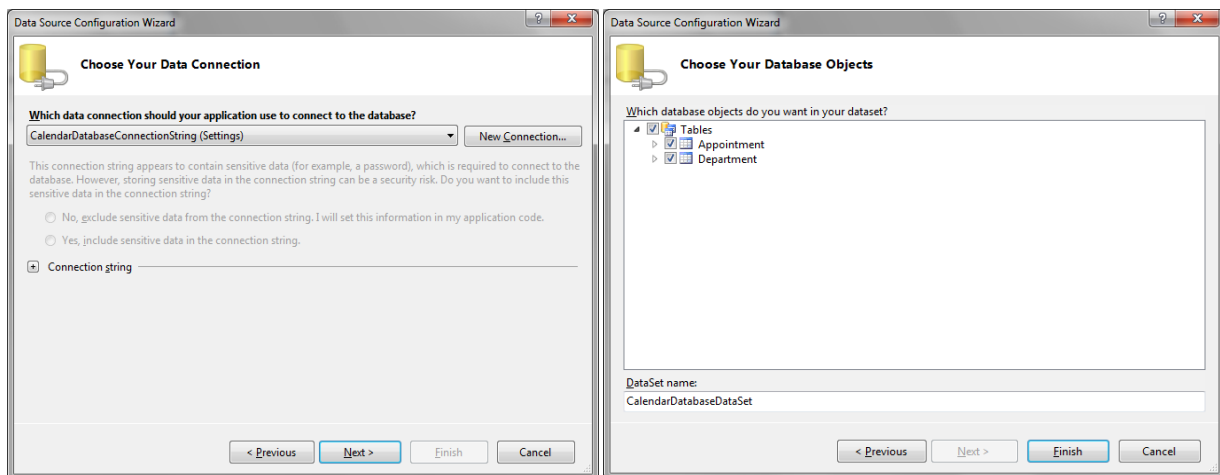 Data Source Configuration Wizard
Choose Your Data Connection
Which data connection should your application use to connect to the database?
CalendarDatabaseConnectionString (Settings)
New Connection...
This connection string appears to contain sensitive data (for example, a password), which is required to connect to the
database. However, storing sensitive data in the connection string can be a security risk. Do you want to include this
sensitive data in the connection string?
No, exclude sensitive data from the connection string. I will set this information in my application code.
Yes, include sensitive data in the connection string.
Connection string
< Previous
Next >
Finish
Cancel
Data Source Configuration Wizard
Choose Your Database Objects
Which database objects do you want in your dataset?
Tables
Appointment
Department
DataSet name:
CalendarDatabaseDataSet
< Previous
Next >
Finish
Cancel